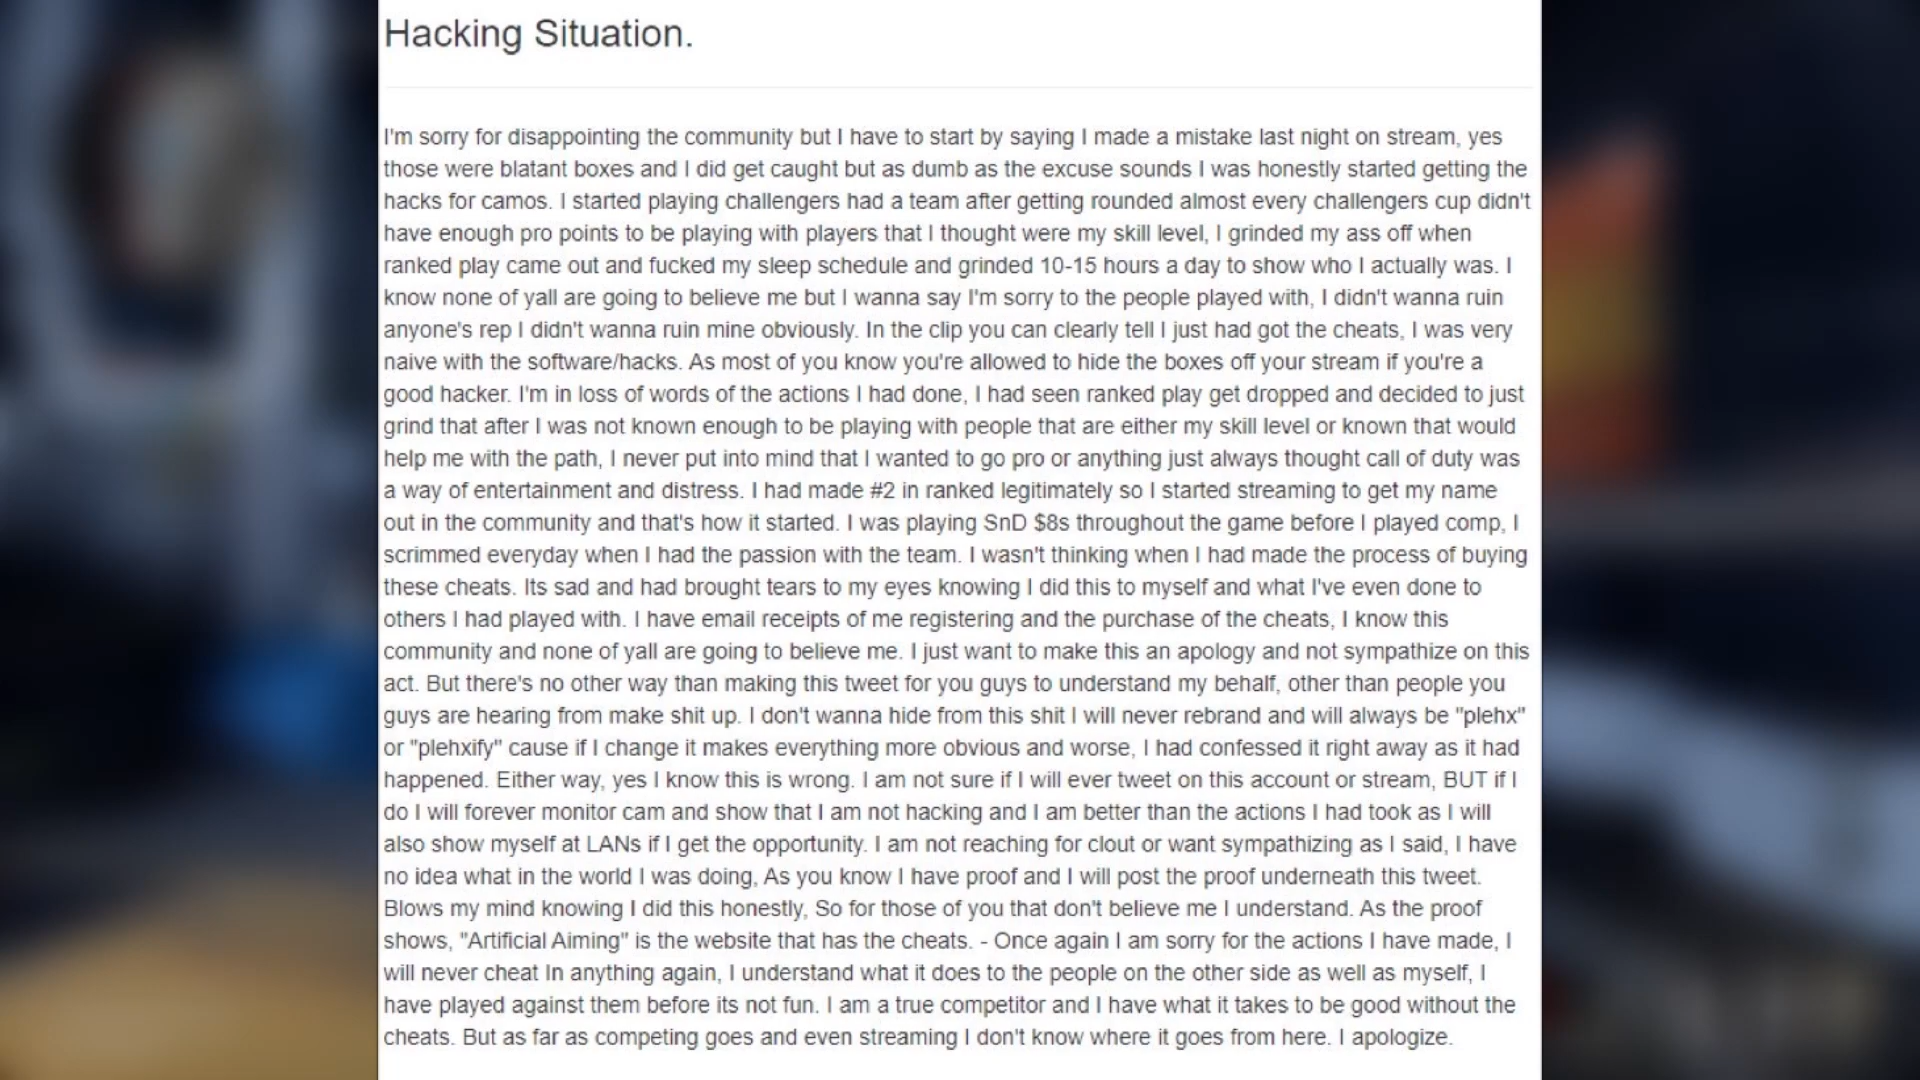 Hacking Situation.
I'm sorry for disappointing the community but I have to start by saying I made a mistake last night on stream, yes
those were blatant boxes and I did get caught but as dumb as the excuse sounds I was honestly started getting the
hacks for camos. I started playing challengers had a team after getting rounded almost every challengers cup didn't
have enough pro points to be playing with players that I thought were my skill level, I grinded my ass off when
ranked play came out and fucked my sleep schedule and grinded 10-15 hours a day to show who I actually was. I
know none of yall are going to believe me but I wanna say I'm sorry to the people played with, I didn't wanna ruin
anyone's rep I didn't wanna ruin mine obviously. In the clip you can clearly tell I just had got the cheats, I was very
naive with the software/hacks. As most of you know you're allowed to hide the boxes off your stream if you're a
good hacker. I'm in loss of words of the actions I had done, I had seen ranked play get dropped and decided to just
grind that after I was not known enough to be playing with people that are either my skill level or known that would
help me with the path, I never put into mind that I wanted to go pro or anything just always thought call of duty was
a way of entertainment and distress. I had made #2 in ranked legitimately so I started streaming to get my name
out in the community and that's how it started. I was playing SnD $8s throughout the game before I played comp, I
scrimmed everyday when I had the passion with the team. I wasn't thinking when I had made the process of buying
these cheats. Its sad and had brought tears to my eyes knowing I did this to myself and what I've even done to
others I had played with. I have email receipts of me registering and the purchase of the cheats, I know this
community and none of yall are going to believe me. I just want to make this an apology and not sympathize on this
act. But there's no other way than making this tweet for you guys to understand my behalf, other than people you
guys are hearing from make shit up. I don't wanna hide from this shit I will never rebrand and will always be "plehx"
or "plehxify" cause if I change it makes everything more obvious and worse, I had confessed it right away as it had
happened. Either way, yes I know this is wrong. I am not sure if I will ever tweet on this account or stream, BUT if I
do I will forever monitor cam and show that I am not hacking and I am better than the actions I had took as I will
also show myself at LANs if I get the opportunity. I am not reaching for clout or want sympathizing as I said, I have
no idea what in the world I was doing, As you know I have proof and I will post the proof underneath this tweet.
Blows my mind knowing I did this honestly, So for those of you that don't believe me I understand. As the proof
shows, "Artificial Aiming" is the website that has the cheats. - Once again I am sorry for the actions I have made, I
will never cheat In anything again, I understand what it does to the people on the other side as well as myself, I
have played against them before its not fun. I am a true competitor and I have what it takes to be good without the
cheats. But as far as competing goes and even streaming I don't know where it goes from here. I apologize.